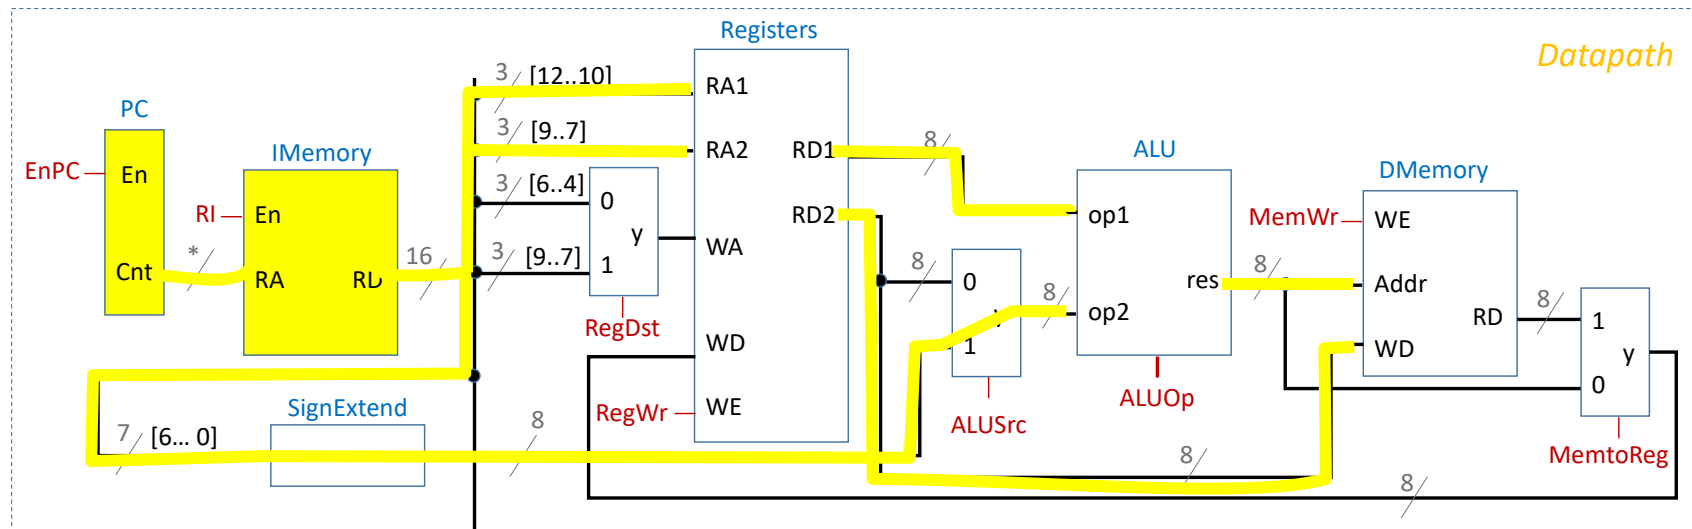 Registers
Datapath
3 [12..10]
RA1
PC
3 [9..7]
RA2
RD1
8
ALU
IMemory
DMemory
EnPC
En
3 [6..4]
0
RI
En
RD2
op1
MemWr
WE
y
WA
*
16
3 [9..7]
1
8
0
8
Cnt
RA
RD
res
8
Addr
8
y
op2
RD
1
RegDst
WD
1
WD
y
0
SignExtend
RegWr
WE
ALUSrc
ALUOp
7 [6... 0]
8
8
MemtoReg
8